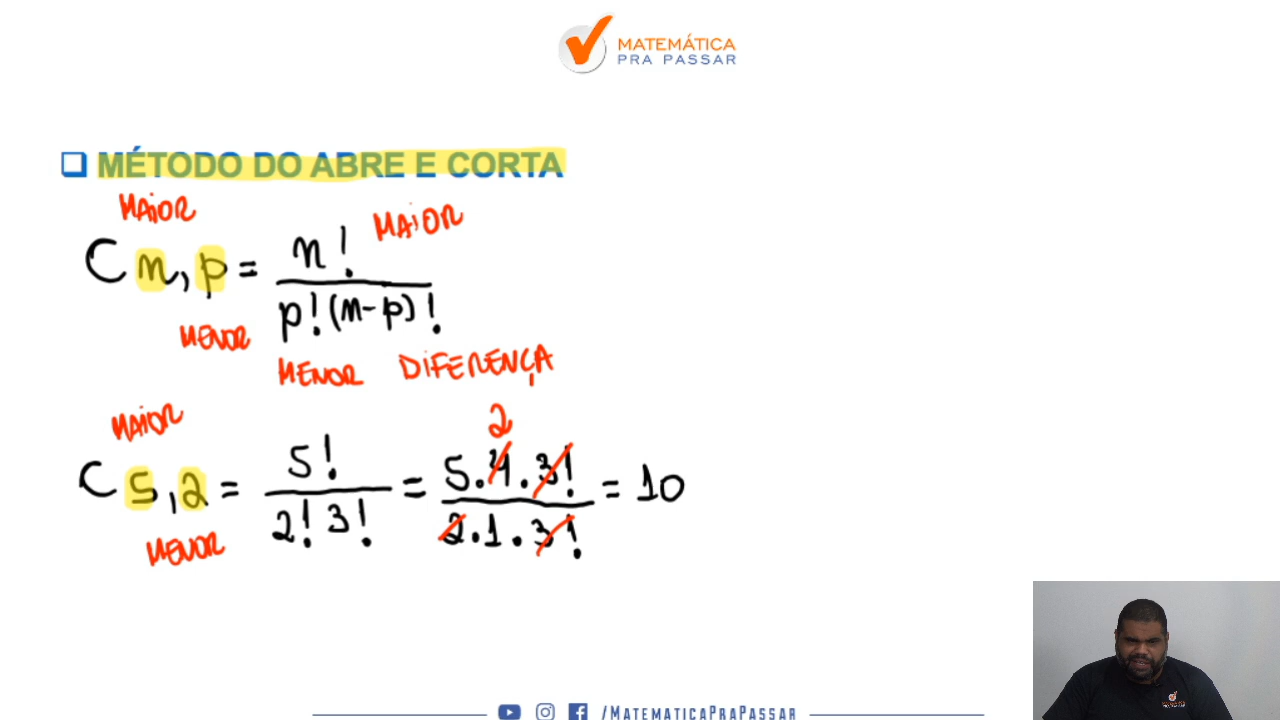 MATEMÁTICA
PRA PASSAR
MÉTODO DO ABRE E CORTA
MAIOR
MAIOR
C n,p = n! / p!(n-p)!
MENOR
MENOR DIFERENÇA
MAIOR
2
C 5,2 = 5! / 2! 3! = 5.4.3! / 2.1.3! = 10
MENOR
/MATEMATICAPRAPASSAR